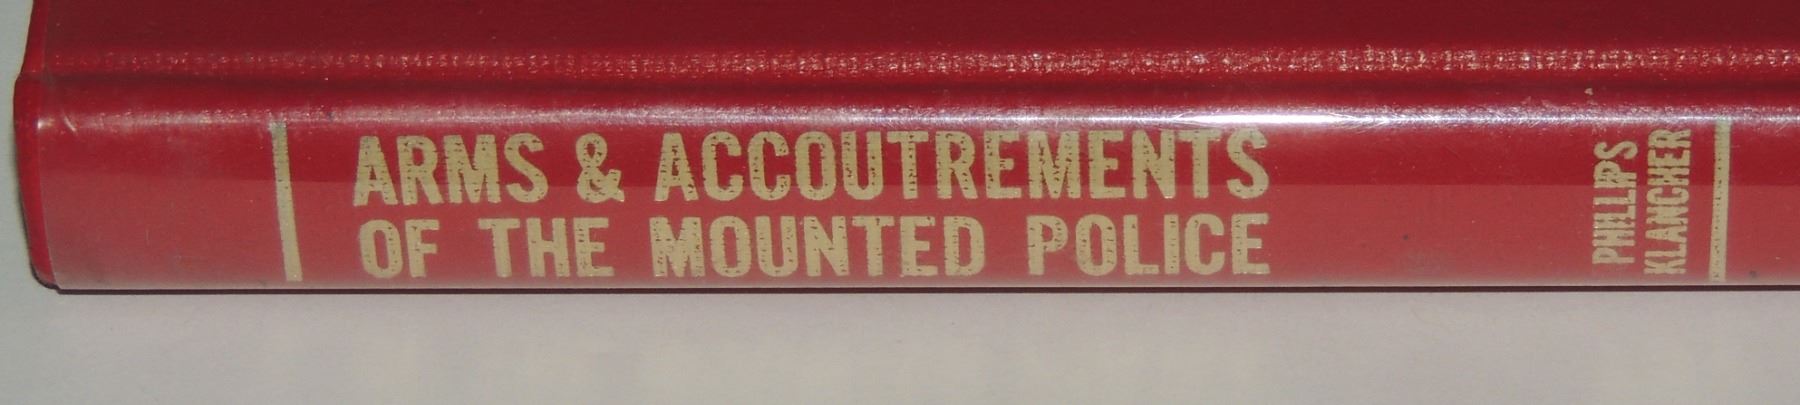 ARMS & ACCOUTREMENTS
OF THE MOUNTED POLICE
PHILLIPS
KLANCHER